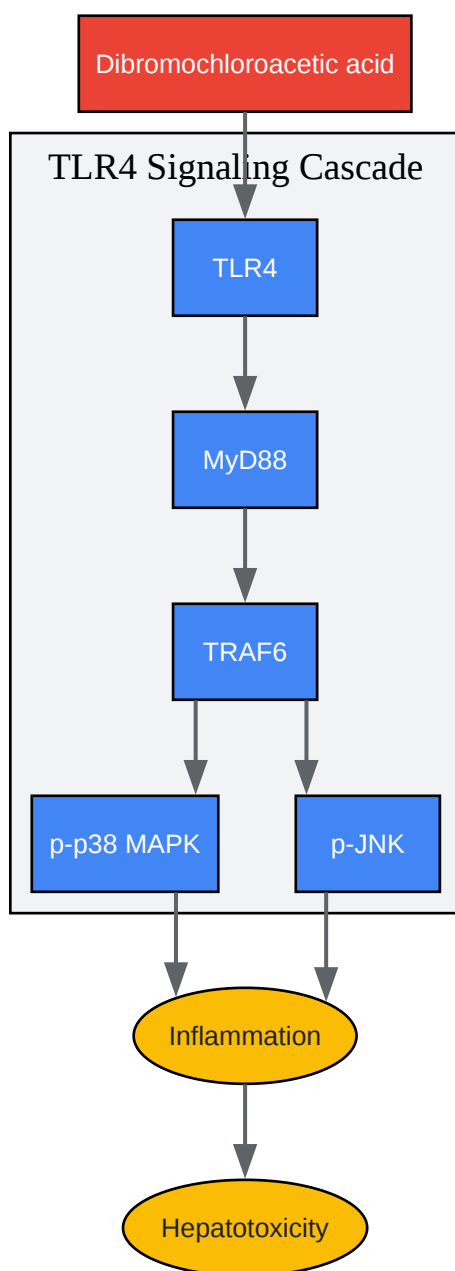 Dibromochloroacetic acid
TLR4 Signaling Cascade
TLR4
MyD88
TRAF6
p-p38 MAPK
p-JNK
Inflammation
Hepatotoxicity